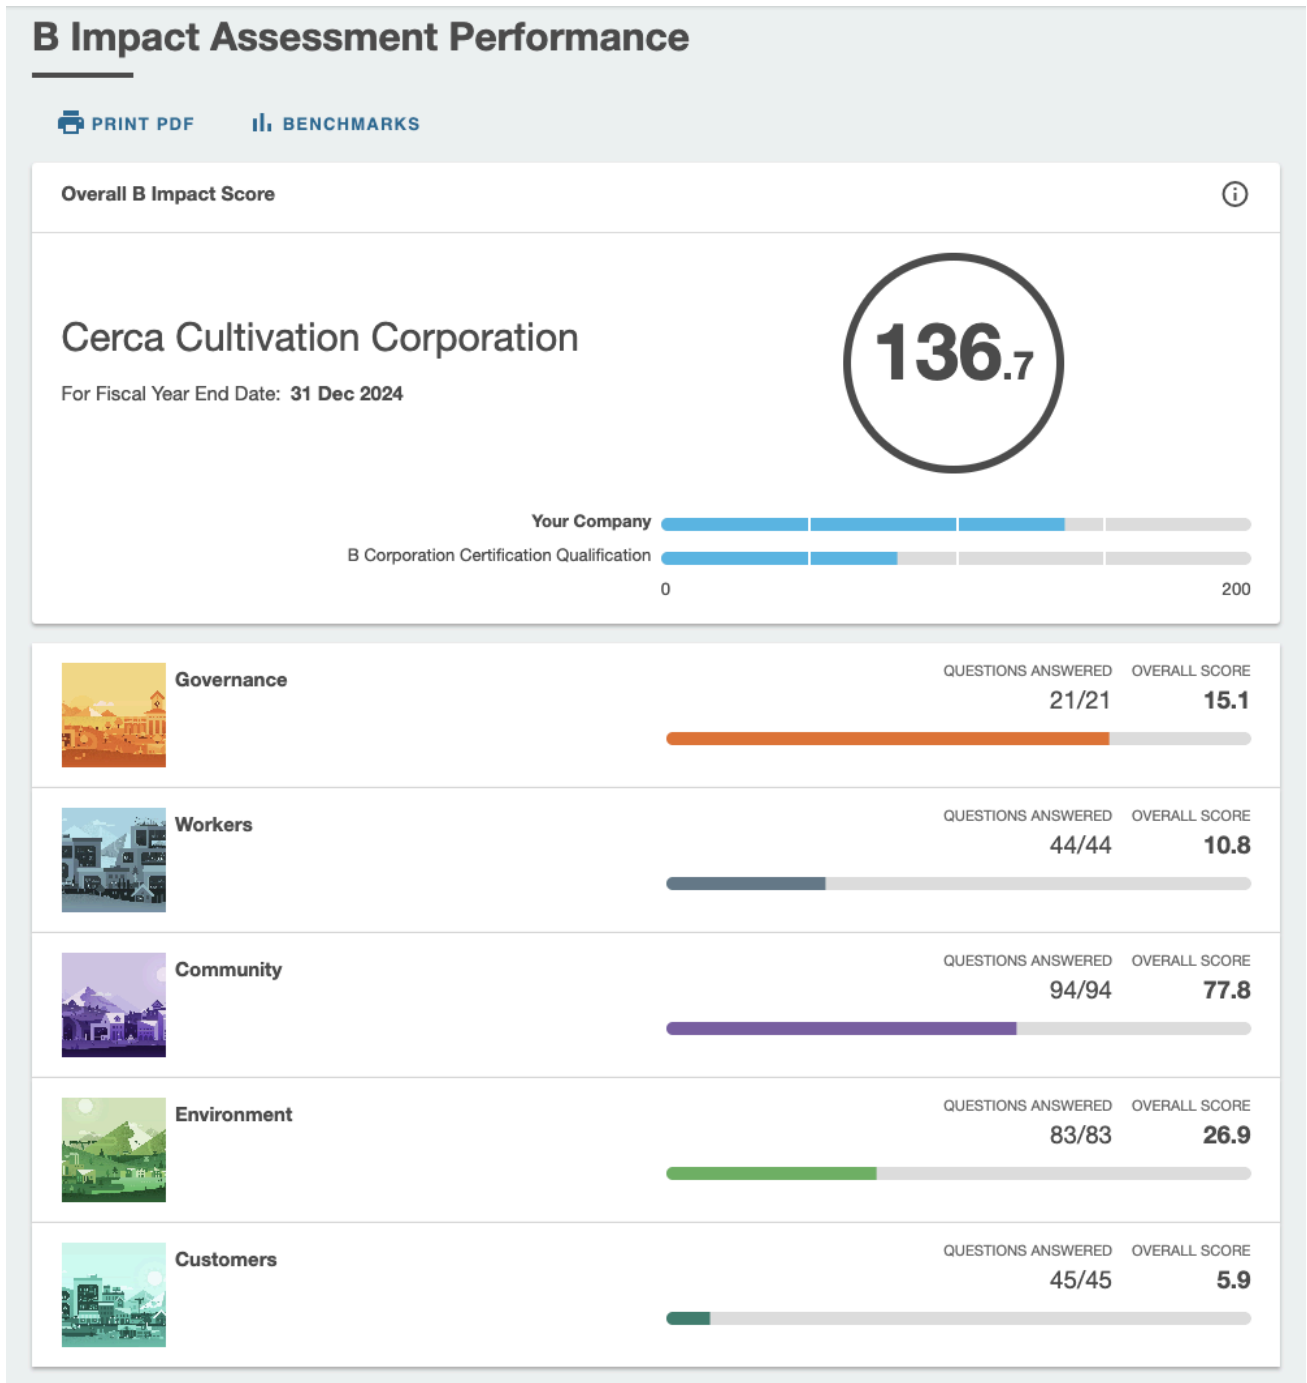 B Impact Assessment Performance
PRINT PDF BENCHMARKS
Overall B Impact Score
Cerca Cultivation Corporation
For Fiscal Year End Date: 31 Dec 2024
136.7
Your Company
B Corporation Certification Qualification
0 200
Governance
QUESTIONS ANSWERED OVERALL SCORE
21/21 15.1
Workers
QUESTIONS ANSWERED OVERALL SCORE
44/44 10.8
Community
QUESTIONS ANSWERED OVERALL SCORE
94/94 77.8
Environment
QUESTIONS ANSWERED OVERALL SCORE
83/83 26.9
Customers
QUESTIONS ANSWERED OVERALL SCORE
45/45 5.9